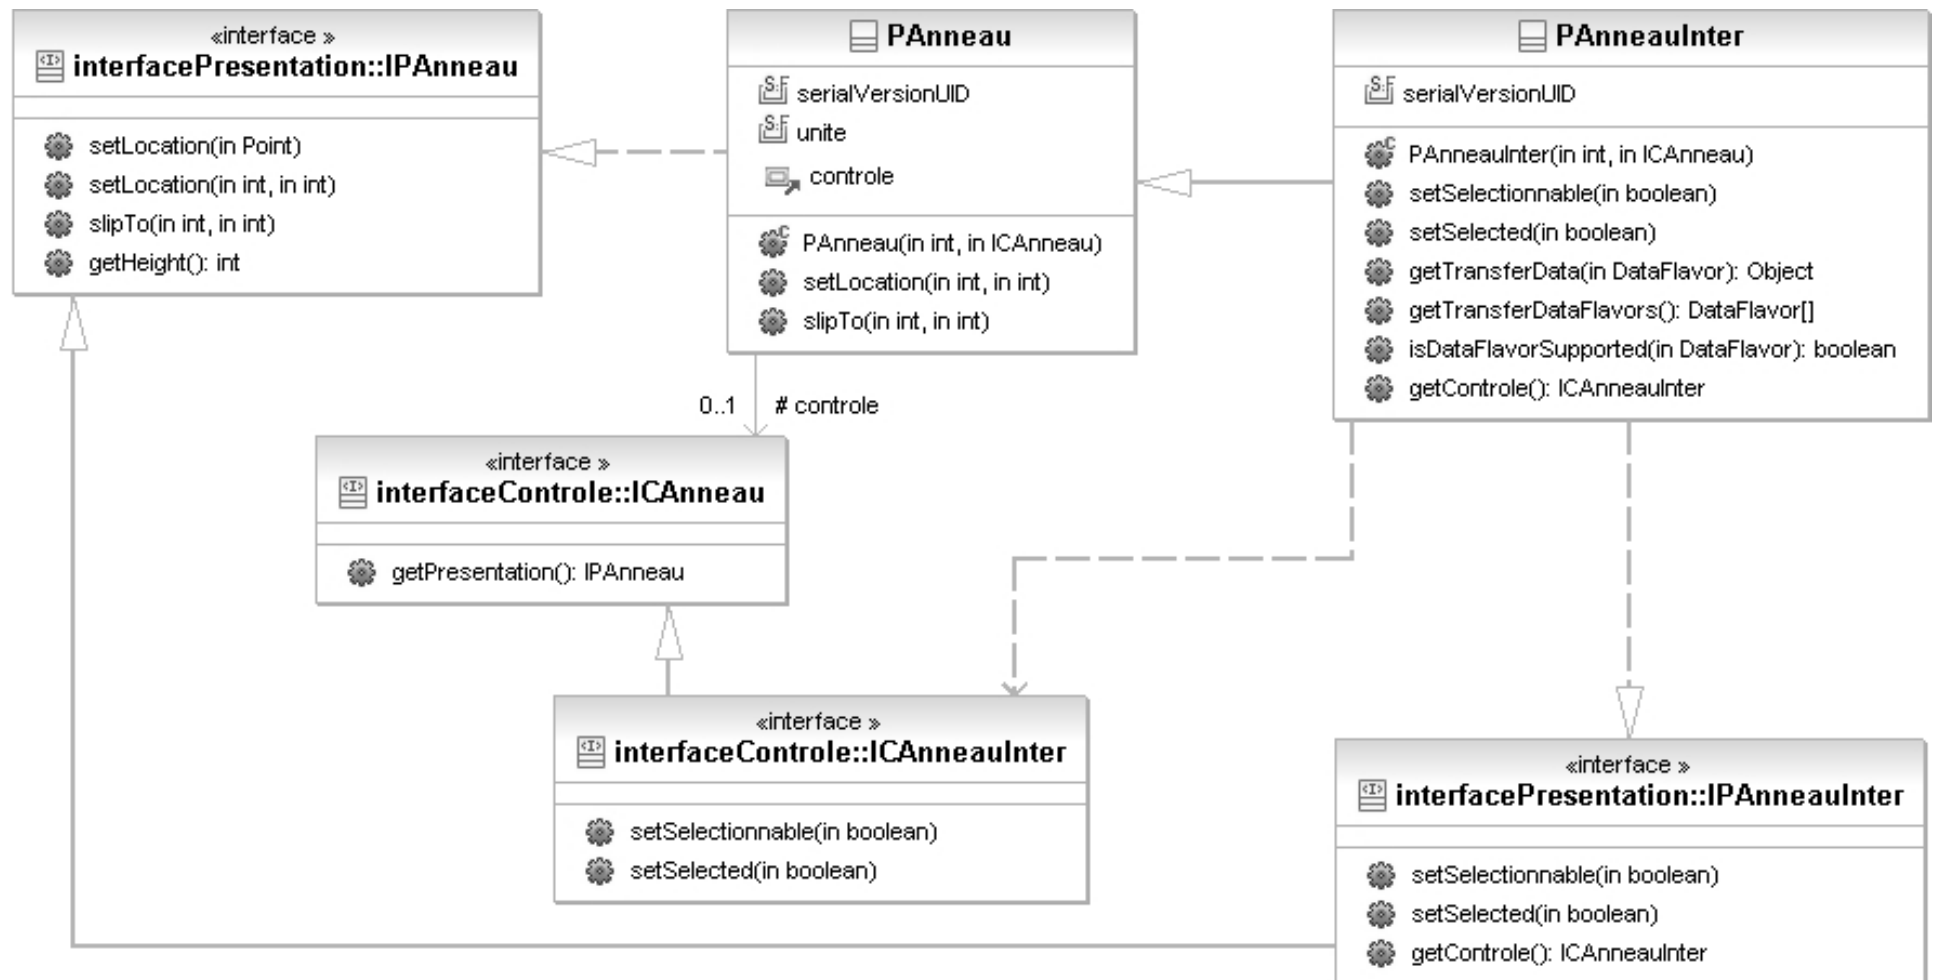 «interface »
interfacePresentation::IPAnneau
setLocation(in Point)
setLocation(in int, in int)
slipTo(in int, in int)
getHeight(): int
PAnneau
S:F serialVersionUID
S:F unite
controle
C PAnneau(in int, in ICAnneau)
setLocation(in int, in int)
slipTo(in int, in int)
PAnneauInter
S:F serialVersionUID
C PAnneauInter(in int, in ICAnneau)
setSelectionnable(in boolean)
setSelected(in boolean)
getTransferData(in DataFlavor): Object
getTransferDataFlavors(): DataFlavor[]
isDataFlavorSupported(in DataFlavor): boolean
getControle(): ICAnneauInter
0..1 # controle
«interface »
interfaceControle::ICAnneau
getPresentation(): IPAnneau
«interface »
interfaceControle::ICAnneauInter
setSelectionnable(in boolean)
setSelected(in boolean)
«interface »
interfacePresentation::IPAnneauInter
setSelectionnable(in boolean)
setSelected(in boolean)
getControle(): ICAnneauInter